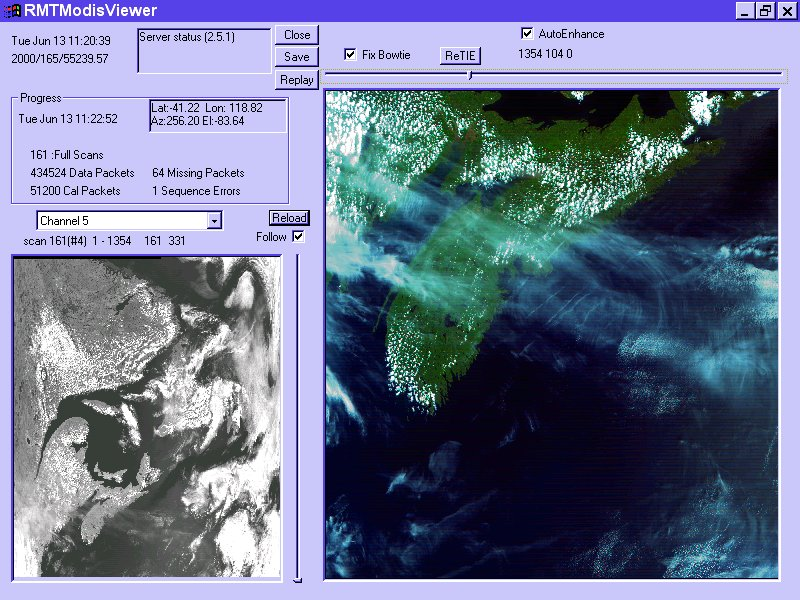 RMTModisViewer
Tue Jun 13 11:20:39
2000/165/55239.57
Server status (2.5.1)
Close
Save
Replay
Fix Bowtie
ReTIE
AutoEnhance
1354 104 0
Progress
Tue Jun 13 11:22:52
Lat:-41.22 Lon: 118.82
Az:256.20 El:-83.64
161 :Full Scans
434524 Data Packets 64 Missing Packets
51200 Cal Packets 1 Sequence Errors
Channel 5
Reload
scan 161(#4) 1 - 1354 161 331
Follow